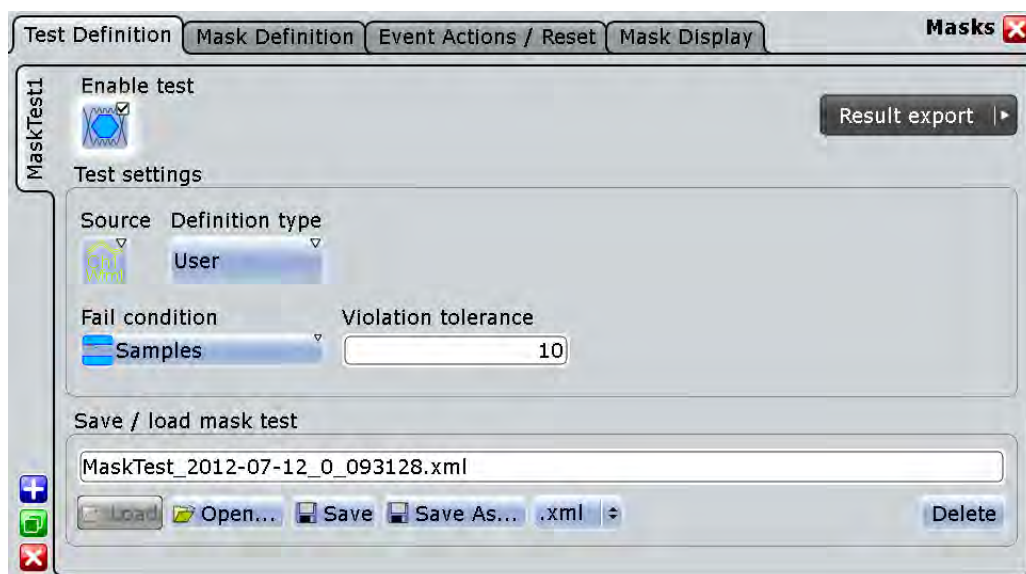 Test Definition Mask Definition Event Actions / Reset Mask Display Masks
MaskTest1
Enable test
Result export
Test settings
Source Definition type
User
Fail condition Violation tolerance
Samples 10
Save / load mask test
MaskTest_2012-07-12_0_093128.xml
Load Open... Save Save As... .xml Delete